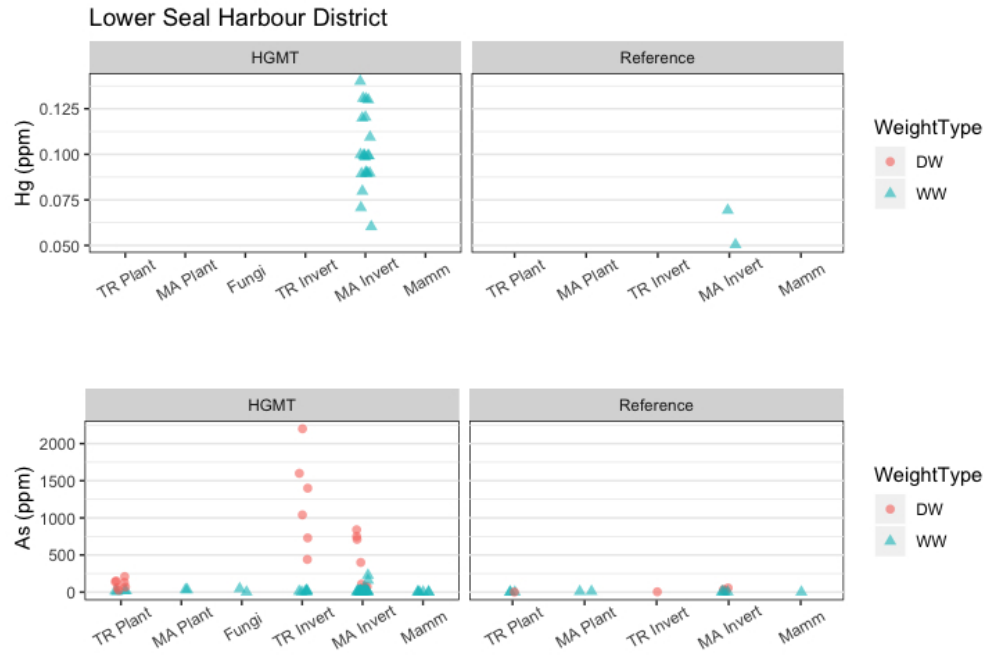 Lower Seal Harbour District
HGMT Reference
Hg (ppm)
0.125
0.100
0.075
0.050
TR Plant MA Plant Fungi TR Invert MA Invert Mamm
TR Plant MA Plant TR Invert MA Invert Mamm
WeightType
DW
WW
HGMT Reference
As (ppm)
2000
1500
1000
500
0
TR Plant MA Plant Fungi TR Invert MA Invert Mamm
TR Plant MA Plant TR Invert MA Invert Mamm
WeightType
DW
WW